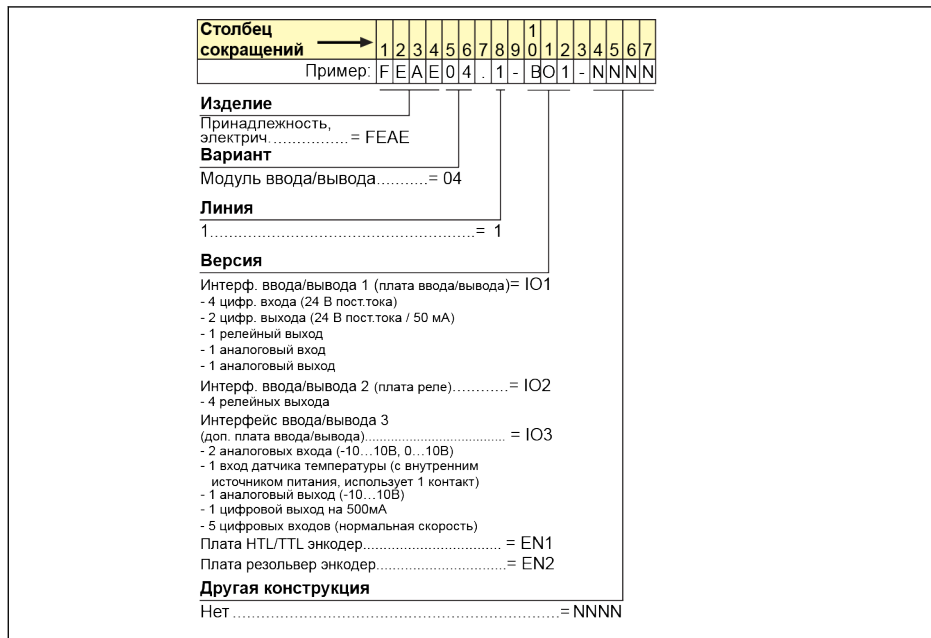 Столбец
сокращений 1 2 3 4 5 6 7 8 9 10 1 2 3 4 5 6 7
Пример: F E A E 0 4 . 1 - B O 1 - N N N N
Изделие
Принадлежность,
электрич.................= FEAE
Вариант
Модуль ввода/вывода...........= 04
Линия
1....................................................= 1
Версия
Интерф. ввода/вывода 1 (плата ввода/вывода)= IO1
- 4 цифр. входа (24 В пост.тока)
- 2 цифр. выхода (24 В пост.тока / 50 мА)
- 1 релейный выход
- 1 аналоговый вход
- 1 аналоговый выход
Интерф. ввода/вывода 2 (плата реле)............= IO2
- 4 релейных выхода
Интерфейс ввода/вывода 3
(доп. плата ввода/вывода)..................................... = IO3
- 2 аналоговых входа (-10...10В, 0...10В)
- 1 вход датчика температуры (с внутренним
источником питания, использует 1 контакт)
- 1 аналоговый выход (-10...10В)
- 1 цифровой выход на 500мА
- 5 цифровых входов (нормальная скорость)
Плата HTL/TTL энкодер.................................. = EN1
Плата резольвер энкодер................................= EN2
Другая конструкция
Нет ....................................................= NNNN